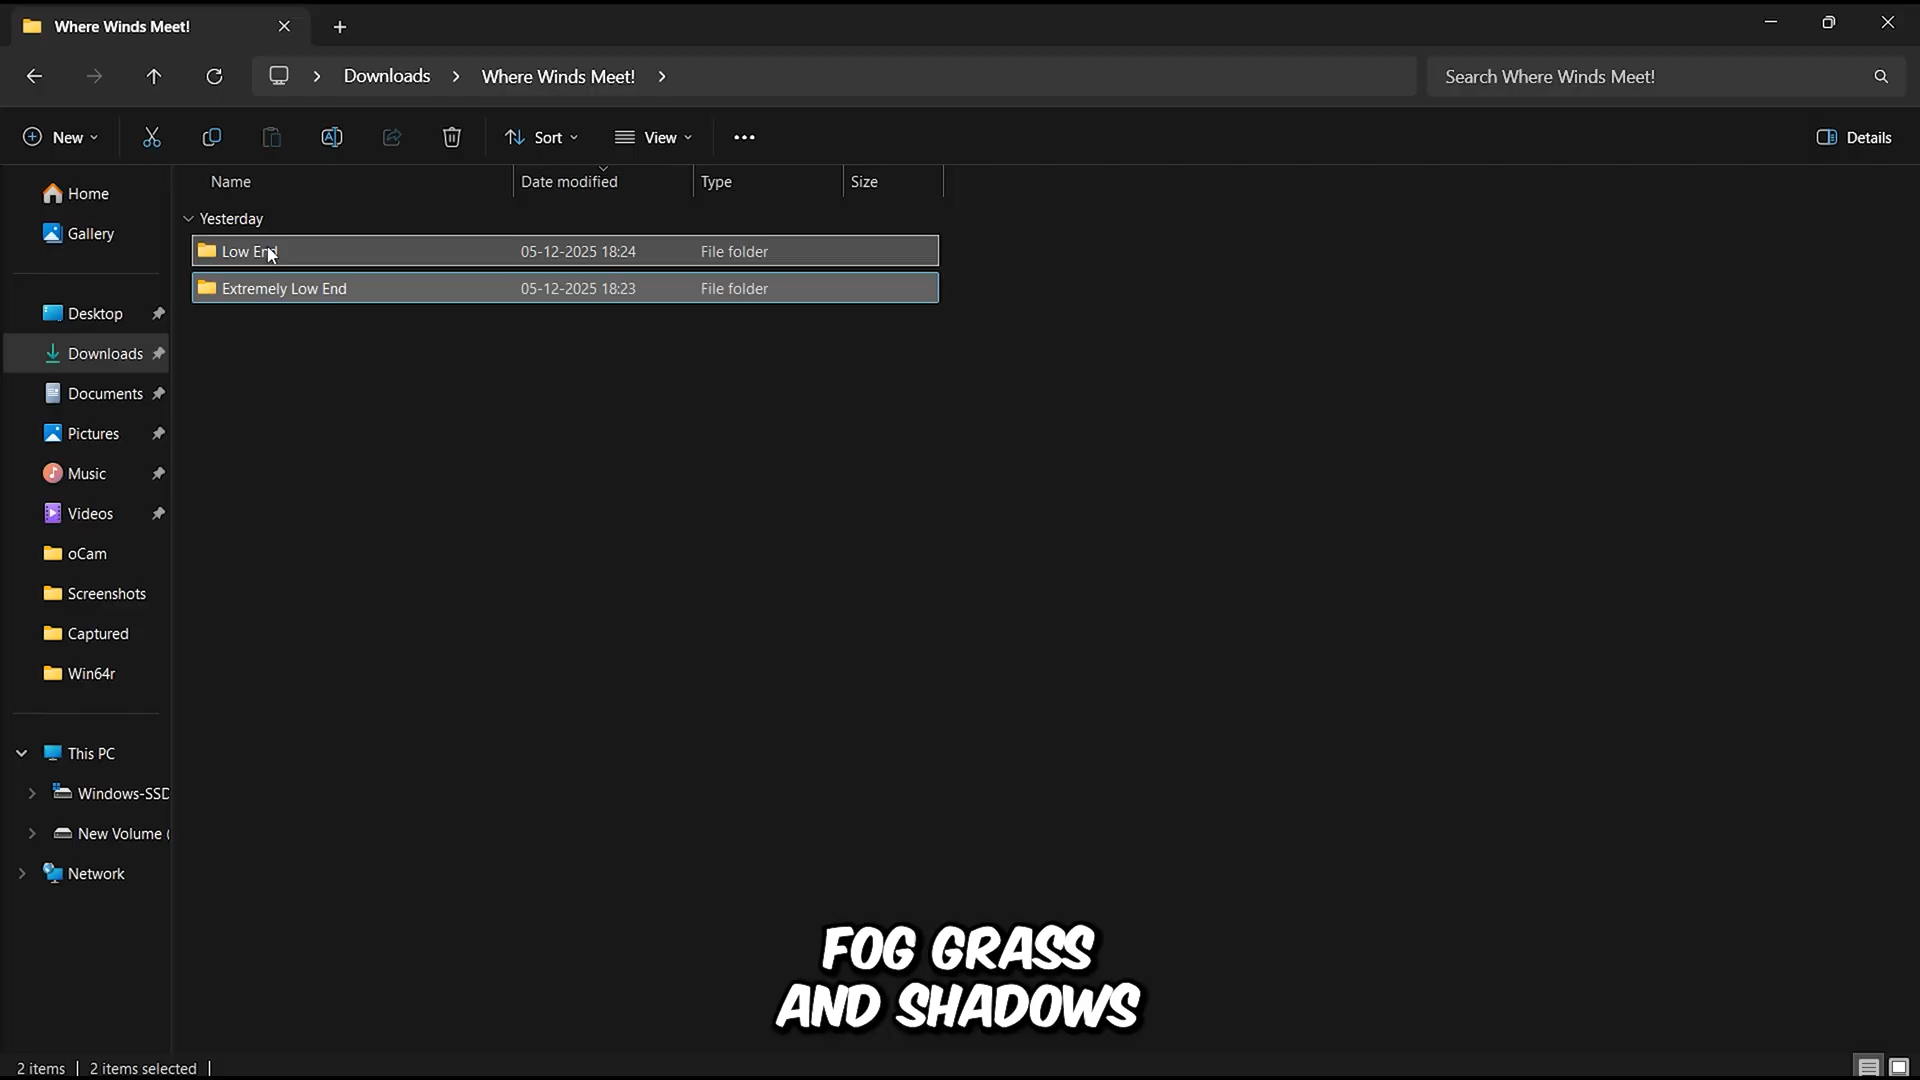 Where Winds Meet!
Downloads Where Winds Meet!
Search Where Winds Meet!
New
Sort
View
Details
Name Date modified Type Size
Yesterday
Low End 05-12-2025 18:24 File folder
Extremely Low End 05-12-2025 18:23 File folder
Home
Gallery
Desktop
Downloads
Documents
Pictures
Music
Videos
oCam
Screenshots
Captured
Win64r
This PC
Windows-SSD
New Volume (
Network
FOG GRASS
AND SHADOWS
2 items 2 items selected